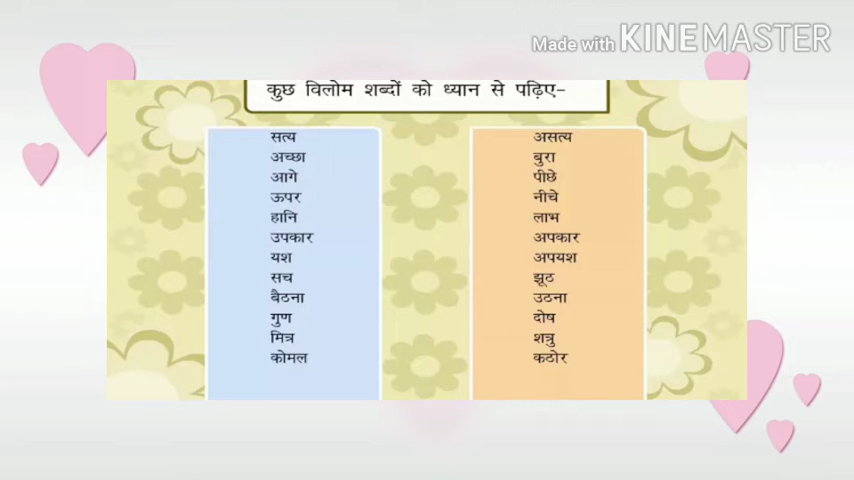 Made with KINEMASTER
कुछ विलोम शब्दों को ध्यान से पढ़िए-
सत्य असत्य
अच्छा बुरा
आगे पीछे
ऊपर नीचे
हानि लाभ
उपकार अपकार
यश अपयश
सच झूठ
बैठना उठना
गुण दोष
मित्र शत्रु
कोमल कठोर